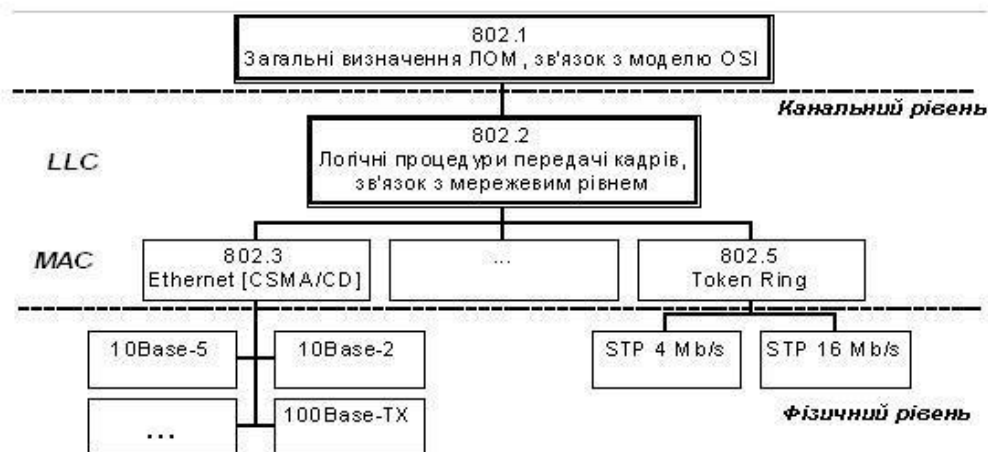 802.1
Загальні визначення ЛОМ , зв'язок з моделю OSI
Канальний рівень
802.2
LLC
Логічні процедури передачі кадрів,
зв'язок з мережевим рівнем
MAC
802.3
Ethernet [CSMA/CD]
...
802.5
Token Ring
10Base-5
10Base-2
STP 4 Mb/s
STP 16 Mb/s
...
100Base-TX
Фізичний рівень